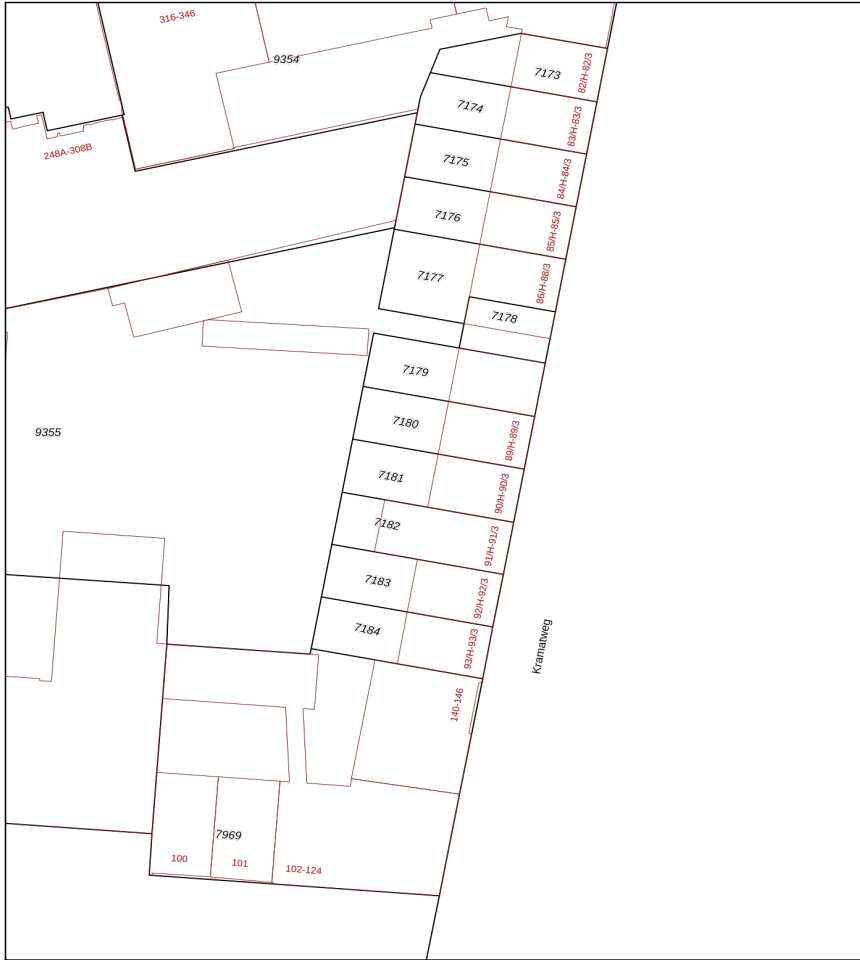 316-346
9354
7173
82/H-82/3
7174
83/H-83/3
248A-308B
7175
84/H-84/3
7176
85/H-85/3
7177
86/H-88/3
7178
7179
9355
7180
89/H-89/3
7181
90/H-90/3
7182
91/H-91/3
7183
92/H-92/3
7184
93/H-93/3
Kramatweg
140-146
7969
100
101
102-124